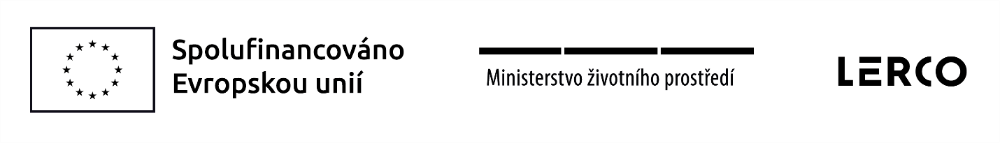 Spolufinancováno
Evropskou unií
Ministerstvo životního prostředí
LERCO